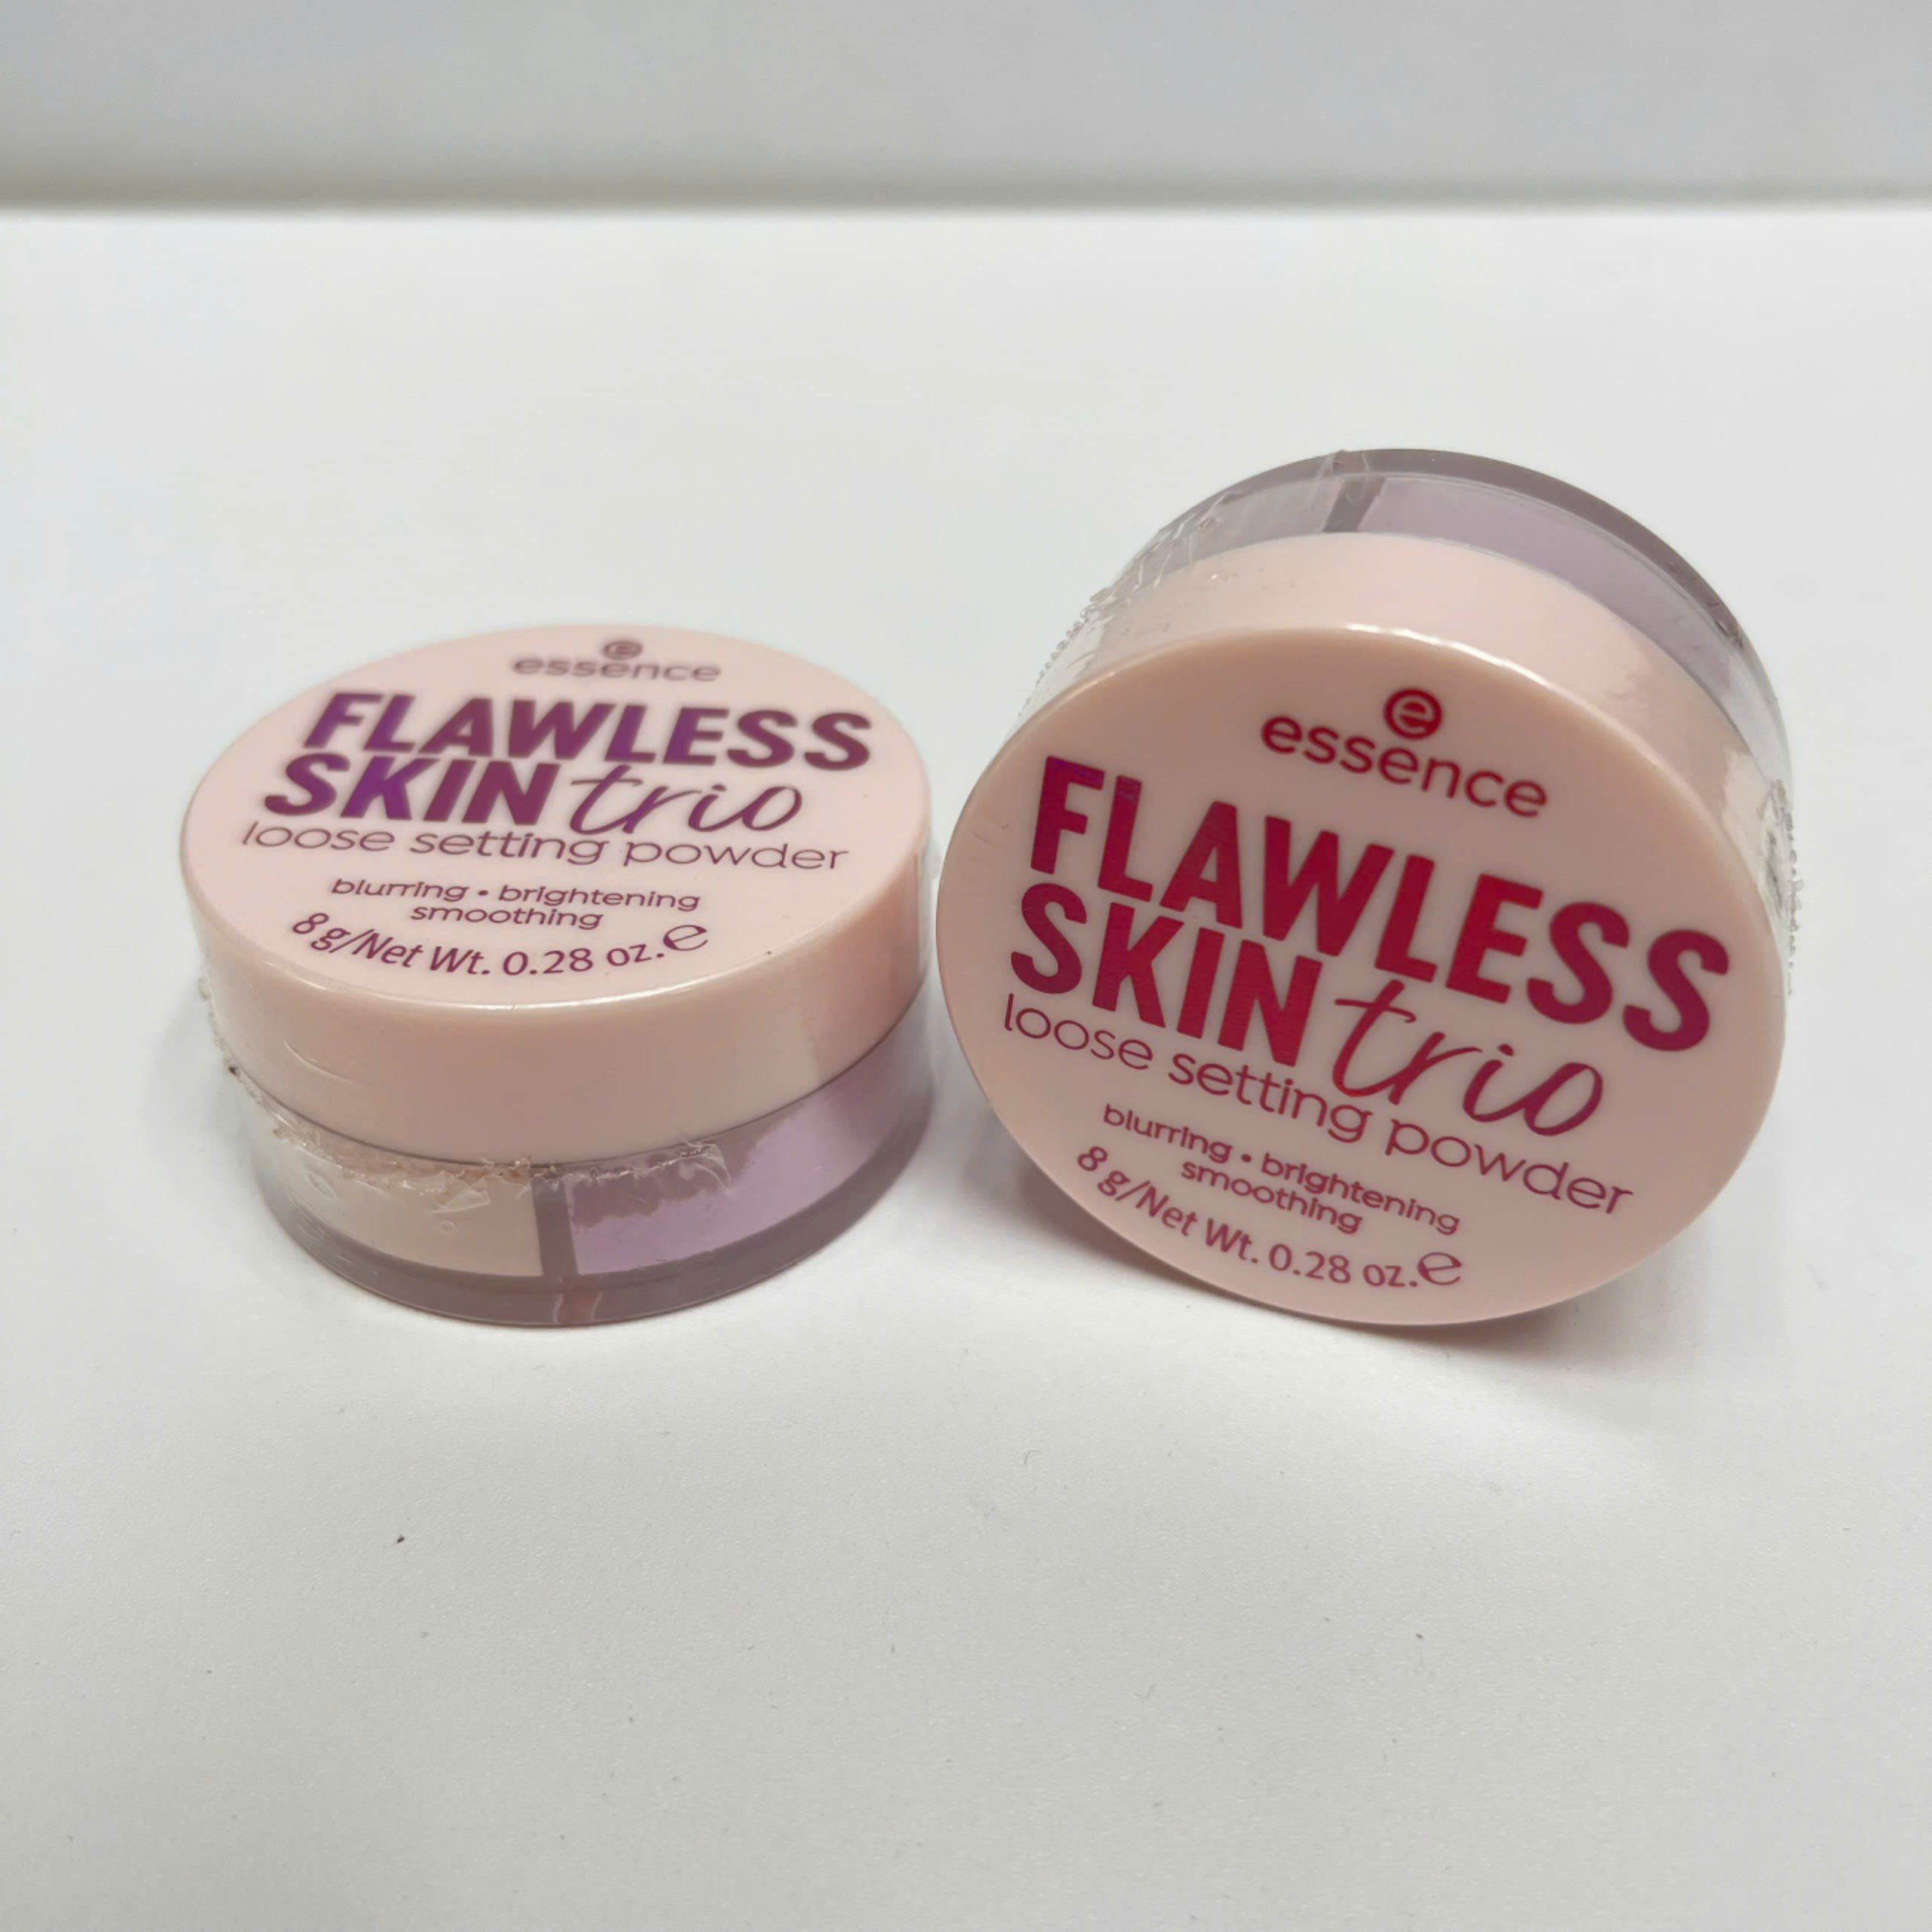 essence
FLAWLESS
SKIN trio
loose setting powder
blurring • brightening
smoothing
8 g/Net Wt. 0.28 oz. ℮
essence
FLAWLESS
SKIN trio
loose setting powder
blurring • brightening
smoothing
8 g/Net Wt. 0.28 oz. ℮